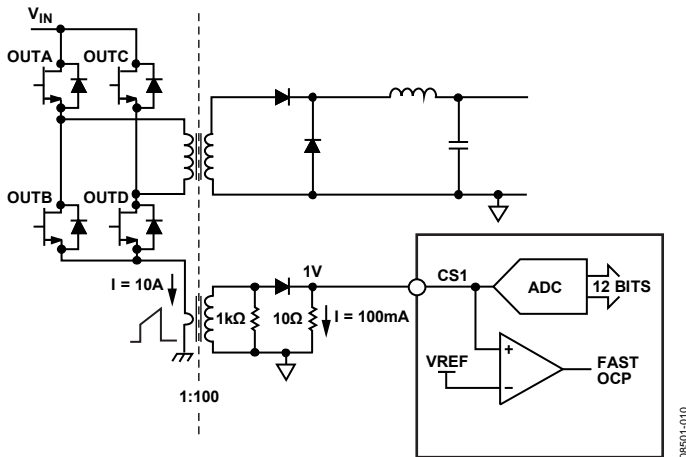 VIN
OUTA
OUTC
OUTB
OUTD
I = 10A
1kΩ
10Ω
1V
I = 100mA
1:100
CS1
ADC
12 BITS
VREF
+
−
FAST
OCP
08501-010